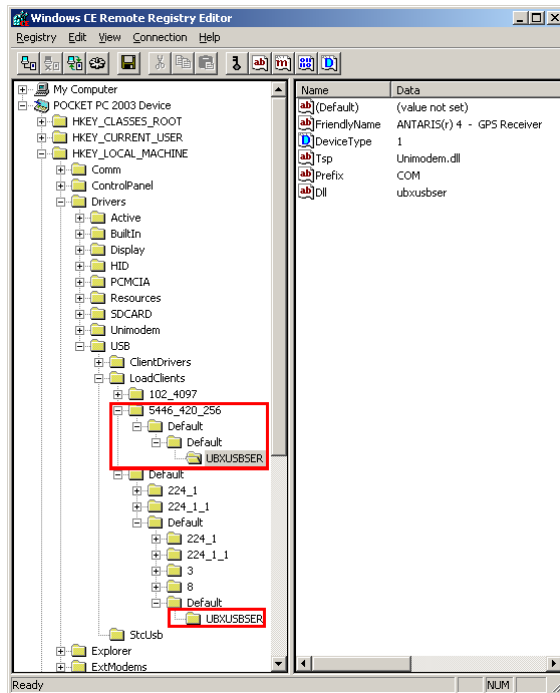 Windows CE Remote Registry Editor
Registry Edit View Connection Help
My Computer
POCKET PC 2003 Device
HKEY_CLASSES_ROOT
HKEY_CURRENT_USER
HKEY_LOCAL_MACHINE
Comm
ControlPanel
Drivers
Active
BuiltIn
Display
HID
PCMCIA
Resources
SDCARD
Unimodem
USB
ClientDrivers
LoadClients
102_4097
5446_420_256
Default
Default
UBXUSBSER
Default
224_1
224_1_1
Default
224_1
224_1_1
3
8
Default
UBXUSBSER
StcUsb
Explorer
ExtModems
Name Data
(Default) (value not set)
FriendlyName ANTARIS(r) 4 - GPS Receiver
DeviceType 1
Tsp Unimodem.dll
Prefix COM
Dll ubxusbser
Ready NUM